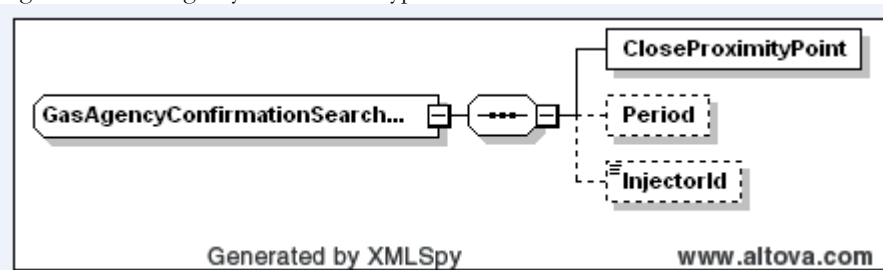 GasAgencyConfirmationSearch...
CloseProximityPoint
Period
InjectorId
Generated by XMLSpy
www.altova.com